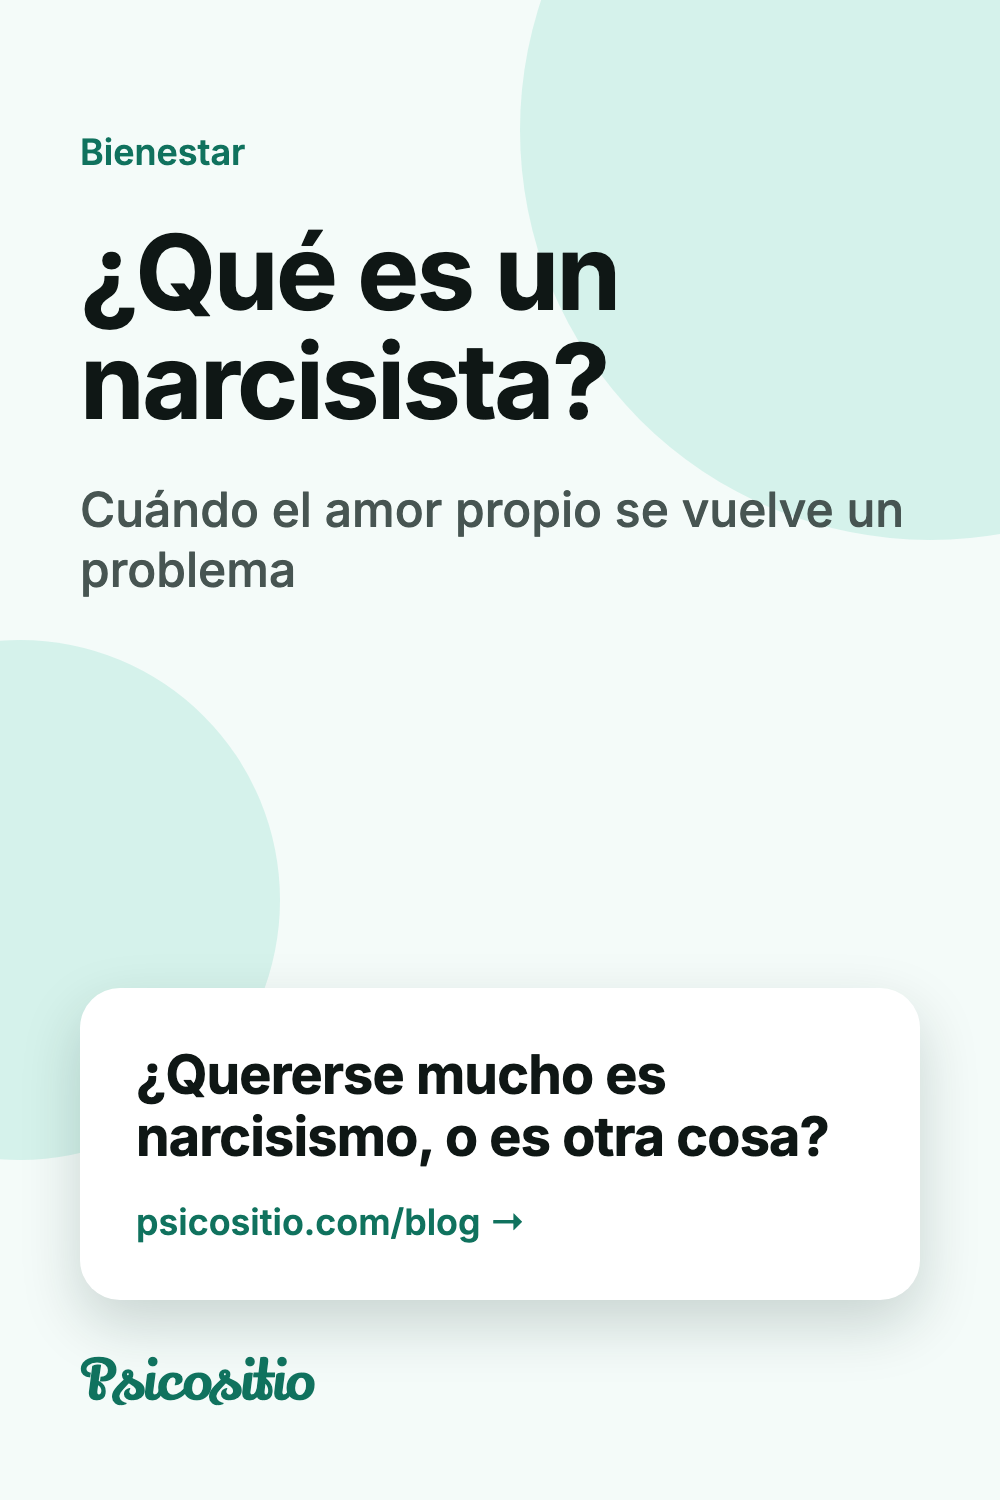 Bienestar
¿Qué es un
narcisista?
Cuándo el amor propio se vuelve un
problema
¿Quererse mucho es
narcisismo, o es otra cosa?
psicositio.com/blog →
Psicositio